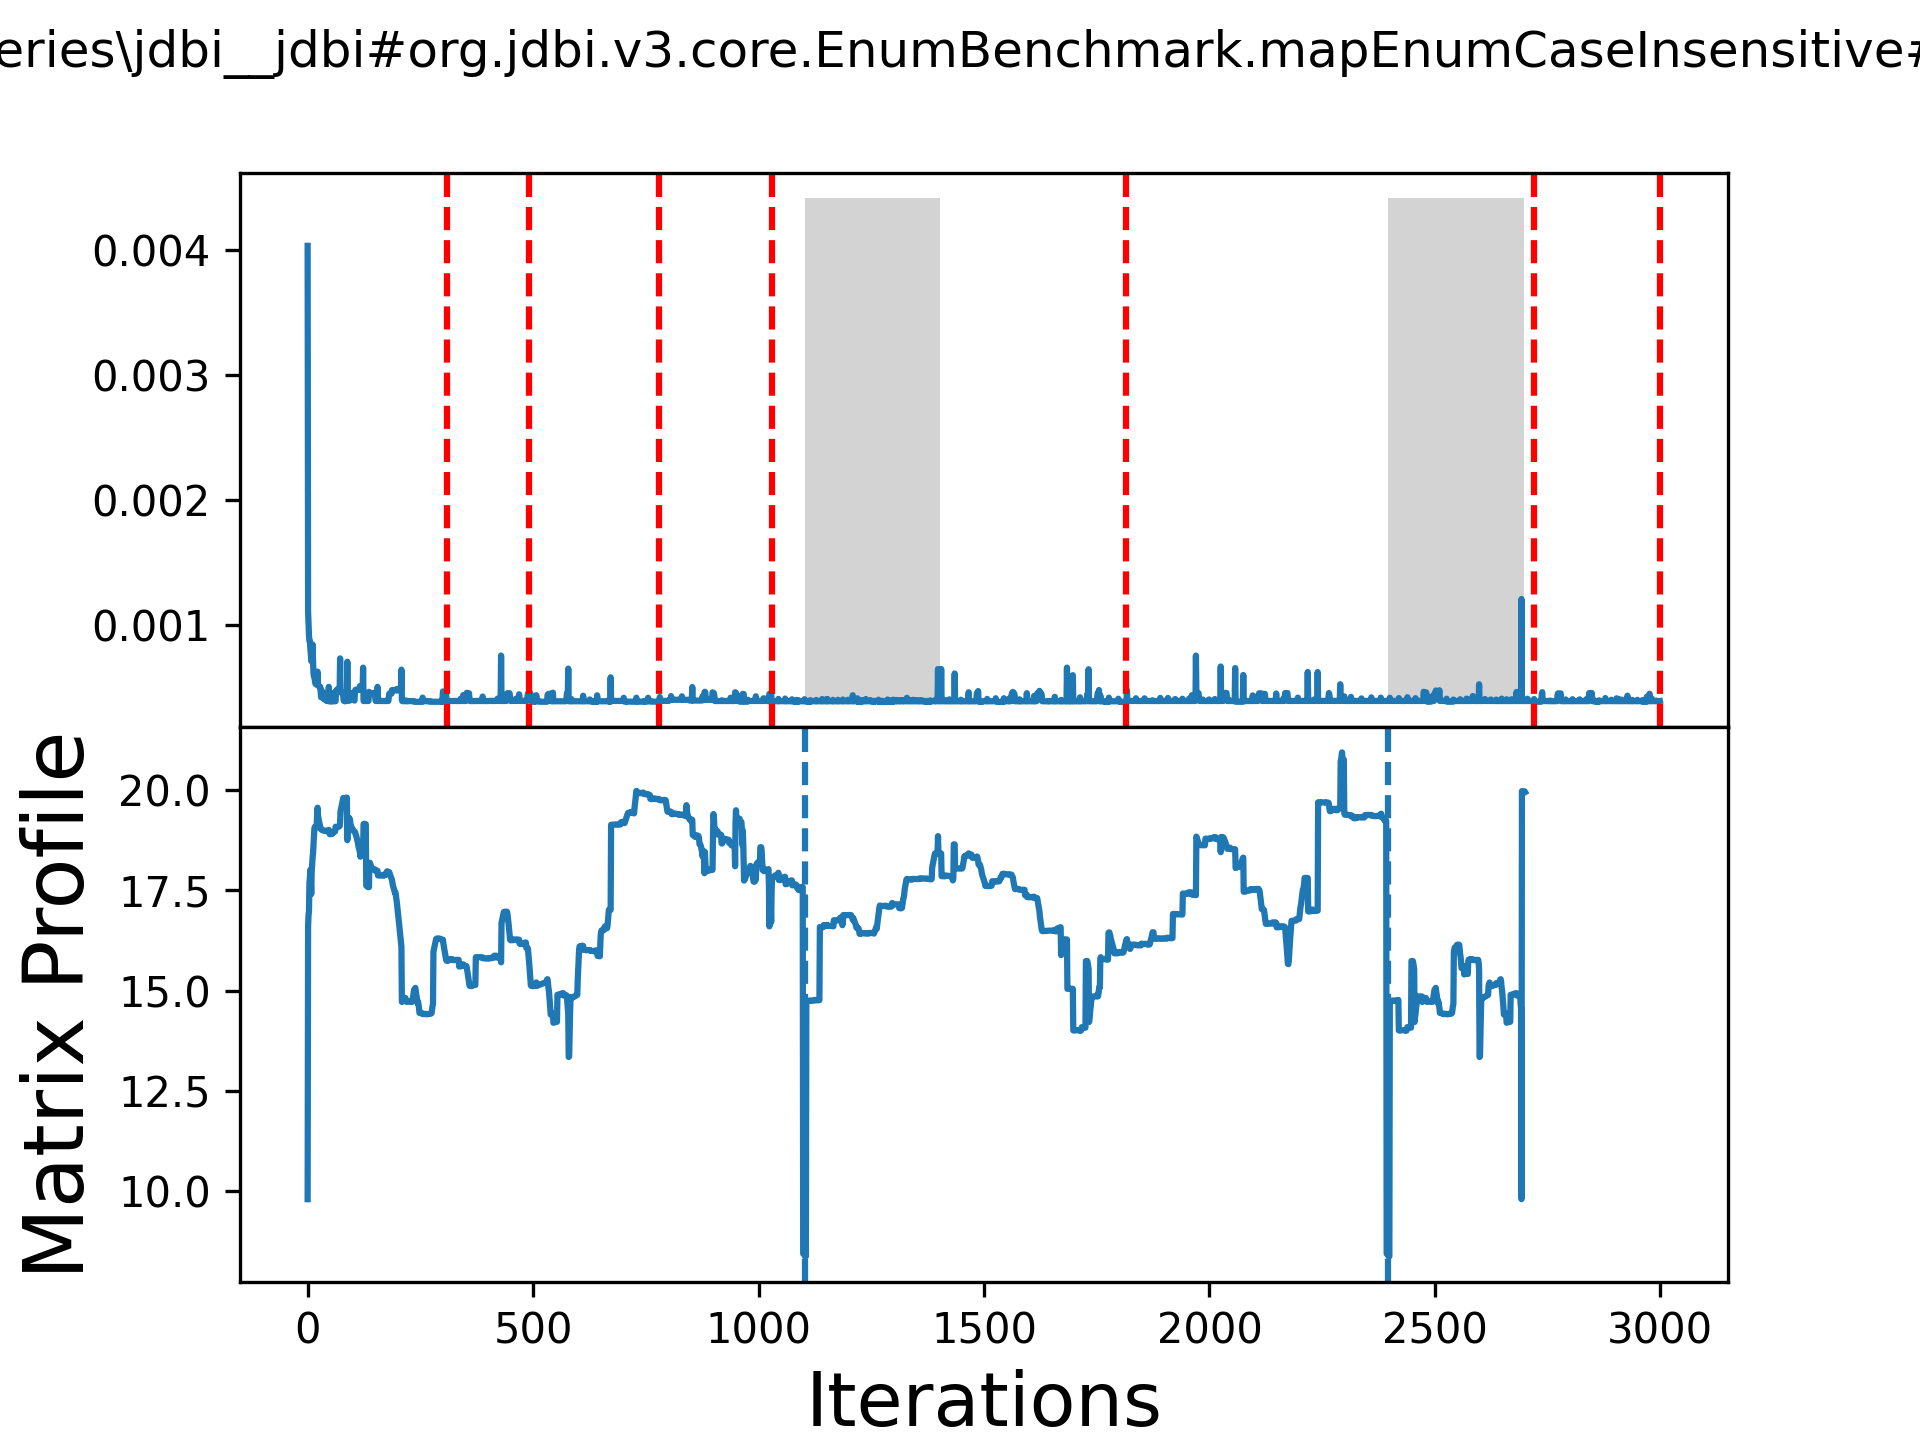 eries\jdbi__jdbi#org.jdbi.v3.core.EnumBenchmark.mapEnumCaseInsensitive#
0.004
0.003
0.002
0.001
Matrix Profile
20.0
17.5
15.0
12.5
10.0
0 500 1000 1500 2000 2500 3000
Iterations